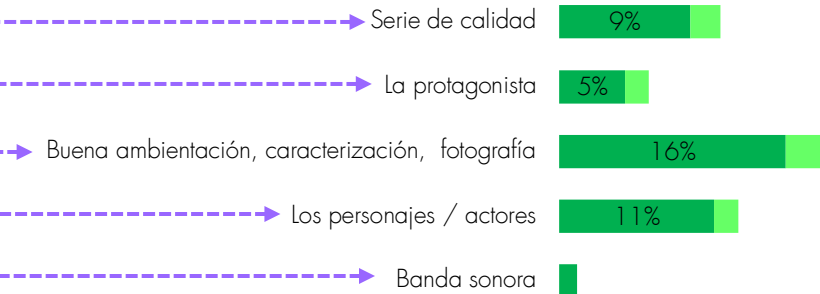 Serie de calidad 9%
La protagonista 5%
Buena ambientación, caracterización, fotografía 16%
Los personajes / actores 11%
Banda sonora